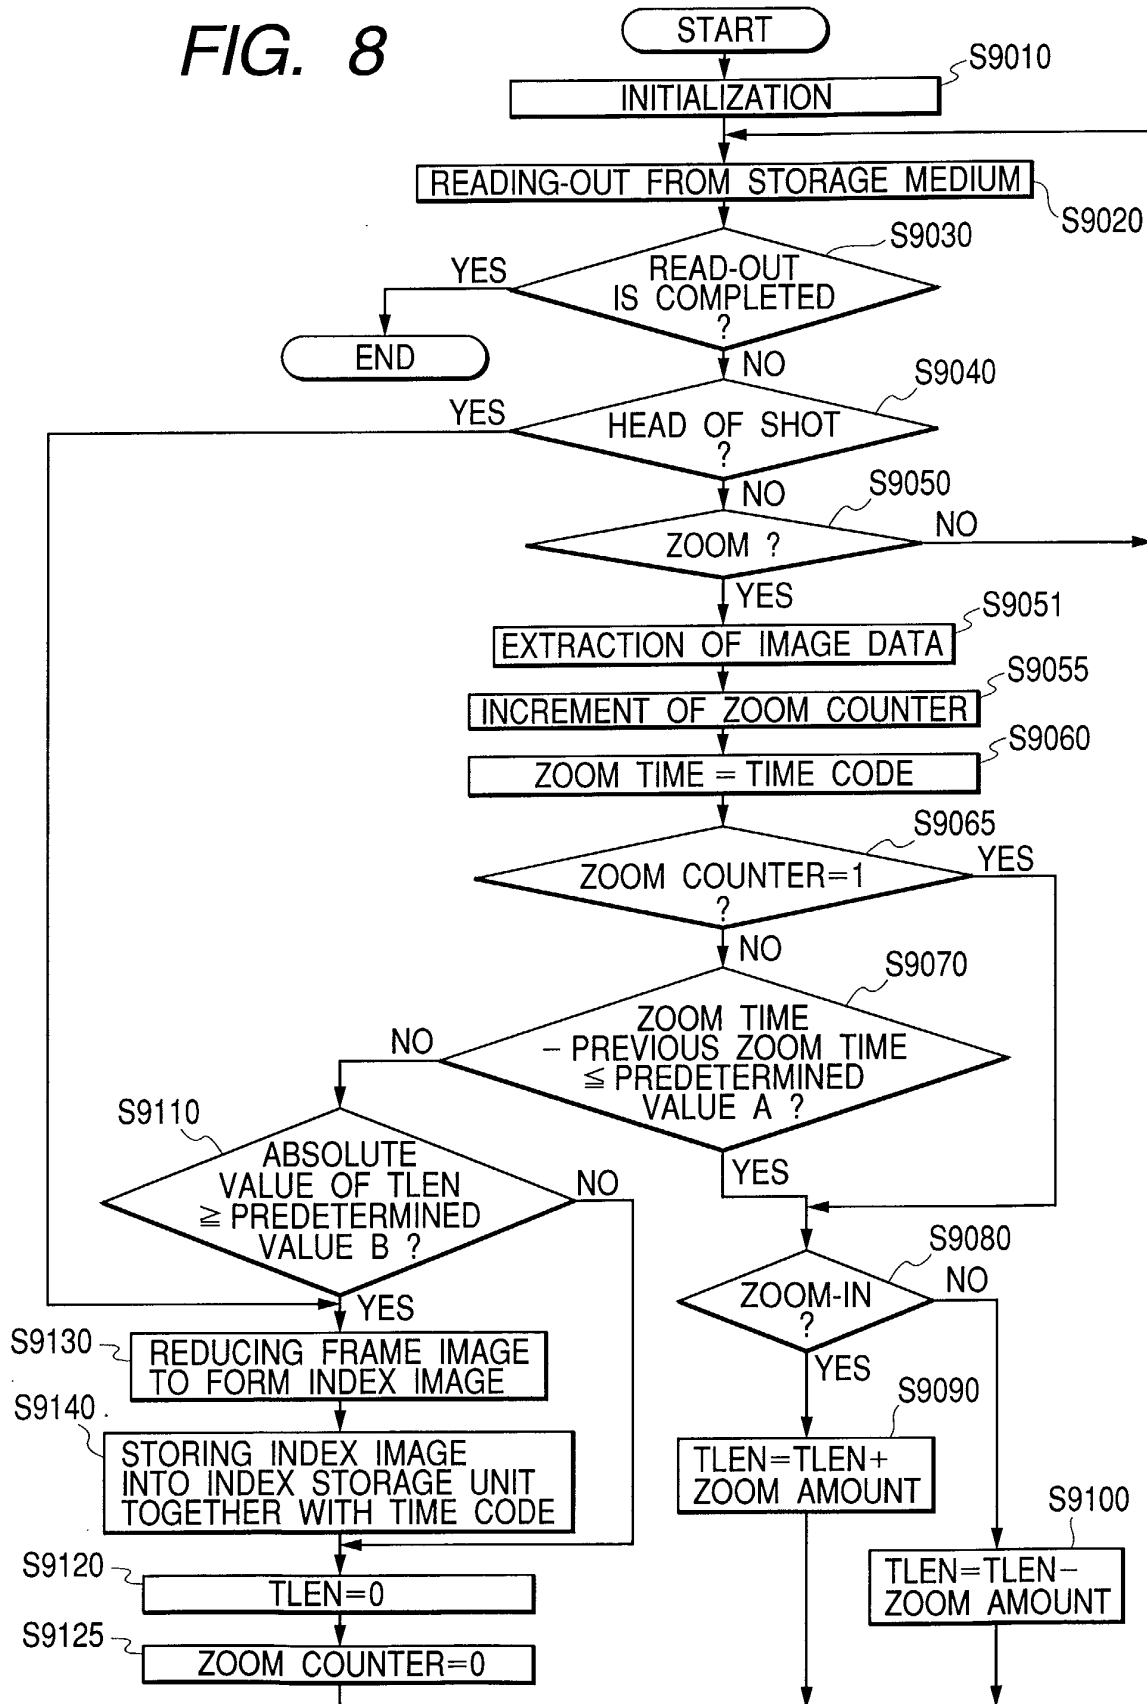 FIG. 8
START
S9010
INITIALIZATION
READING-OUT FROM STORAGE MEDIUM
S9020
S9030
READ-OUT
IS COMPLETED
?
YES
END
NO
S9040
YES
HEAD OF SHOT
?
NO
S9050
ZOOM ?
NO
YES
S9051
EXTRACTION OF IMAGE DATA
S9055
INCREMENT OF ZOOM COUNTER
S9060
ZOOM TIME = TIME CODE
S9065
ZOOM COUNTER=1
?
YES
NO
S9070
ZOOM TIME
– PREVIOUS ZOOM TIME
≦ PREDETERMINED
VALUE A ?
NO
YES
S9110
ABSOLUTE
VALUE OF TLEN
≧ PREDETERMINED
VALUE B ?
NO
YES
S9080
ZOOM-IN
?
NO
YES
S9130
REDUCING FRAME IMAGE
TO FORM INDEX IMAGE
S9140
STORING INDEX IMAGE
INTO INDEX STORAGE UNIT
TOGETHER WITH TIME CODE
S9090
TLEN=TLEN+
ZOOM AMOUNT
S9100
TLEN=TLEN–
ZOOM AMOUNT
S9120
TLEN=0
S9125
ZOOM COUNTER=0